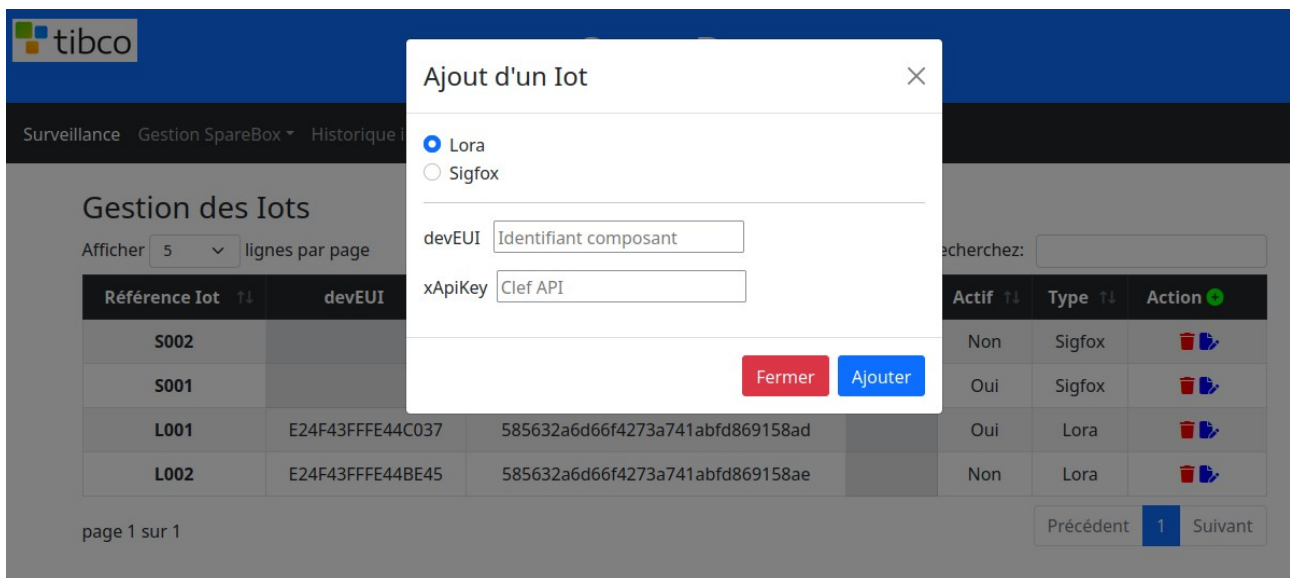 tibco
Ajout d'un Iot
Surveillance Gestion SpareBox Historique i
Lora
Sigfox
Gestion des Iots
Afficher 5 lignes par page
echerchez:
devEUI Identifiant composant
xApiKey Clef API
Référence Iot devEUI Actif Type Action
S002 Non Sigfox
Fermer Ajouter
S001 Oui Sigfox
L001 E24F43FFFE44C037 585632a6d66f4273a741abfd869158ad Oui Lora
L002 E24F43FFFE44BE45 585632a6d66f4273a741abfd869158ae Non Lora
page 1 sur 1
Précédent 1 Suivant